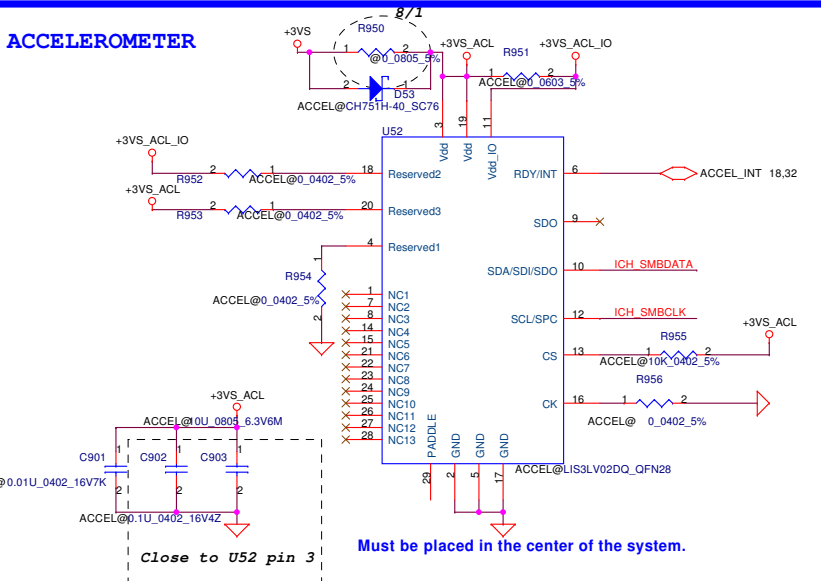 8/1
ACCELEROMETER
+3VS
R950
1 2
@0_0805_5%
2 1
D53
ACCEL@CH751H-40_SC76
+3VS_ACL
R951
1 2
ACCEL@0_0603_5%
+3VS_ACL_IO
U52
3 19 11
Vdd Vdd Vdd_IO
+3VS_ACL_IO
R952
2 1
ACCEL@0_0402_5%
18 Reserved2
+3VS_ACL
R953
2 1
ACCEL@0_0402_5%
20 Reserved3
4 Reserved1
1
R954
ACCEL@0_0402_5%
2
RDY/INT 6
ACCEL_INT 18,32
SDO 9
SDA/SDI/SDO 10 ICH_SMBDATA
SCL/SPC 12 ICH_SMBCLK
CS 13
R955
1 2
ACCEL@10K_0402_5%
+3VS_ACL
CK 16
R956
1 2
ACCEL@ 0_0402_5%
1 NC1
7 NC2
8 NC3
14 NC4
15 NC5
21 NC6
22 NC7
23 NC8
24 NC9
25 NC10
26 NC11
27 NC12
28 NC13
PADDLE GND GND GND
29 2 5 17
ACCEL@LIS3LV02DQ_QFN28
+3VS_ACL
ACCEL@10U_0805_6.3V6M
C901 C902 C903
1 1 1
2 2 2
@0.01U_0402_16V7K
ACCEL@0.1U_0402_16V4Z
Close to U52 pin 3
Must be placed in the center of the system.